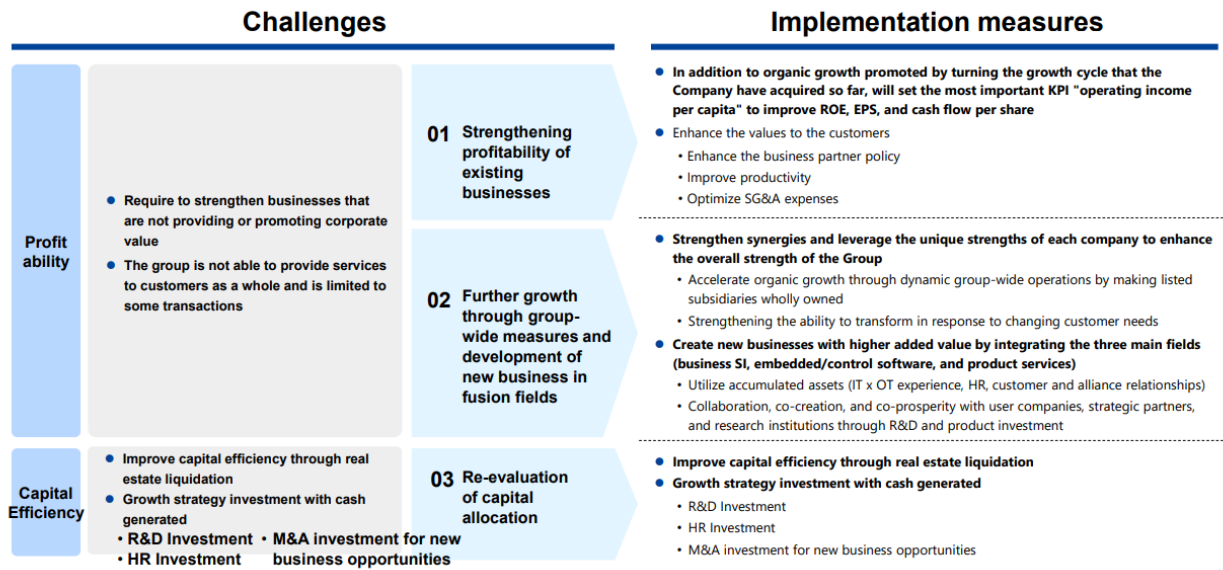 Challenges
Implementation measures
Profit
ability
• Require to strengthen businesses that
are not providing or promoting corporate
value
• The group is not able to provide services
to customers as a whole and is limited to
some transactions
01 Strengthening
profitability of
existing
businesses
• In addition to organic growth promoted by turning the growth cycle that the
Company have acquired so far, will set the most important KPI "operating income
per capita" to improve ROE, EPS, and cash flow per share
• Enhance the values to the customers
• Enhance the business partner policy
• Improve productivity
• Optimize SG&A expenses
02 Further growth
through group-
wide measures and
development of
new business in
fusion fields
• Strengthen synergies and leverage the unique strengths of each company to enhance
the overall strength of the Group
• Accelerate organic growth through dynamic group-wide operations by making listed
subsidiaries wholly owned
• Strengthening the ability to transform in response to changing customer needs
• Create new businesses with higher added value by integrating the three main fields
(business SI, embedded/control software, and product services)
• Utilize accumulated assets (IT x OT experience, HR, customer and alliance relationships)
• Collaboration, co-creation, and co-prosperity with user companies, strategic partners,
and research institutions through R&D and product investment
Capital
Efficiency
• Improve capital efficiency through real
estate liquidation
• Growth strategy investment with cash
generated
• R&D Investment • M&A investment for new
• HR Investment business opportunities
03 Re-evaluation
of capital
allocation
• Improve capital efficiency through real estate liquidation
• Growth strategy investment with cash generated
• R&D Investment
• HR Investment
• M&A investment for new business opportunities